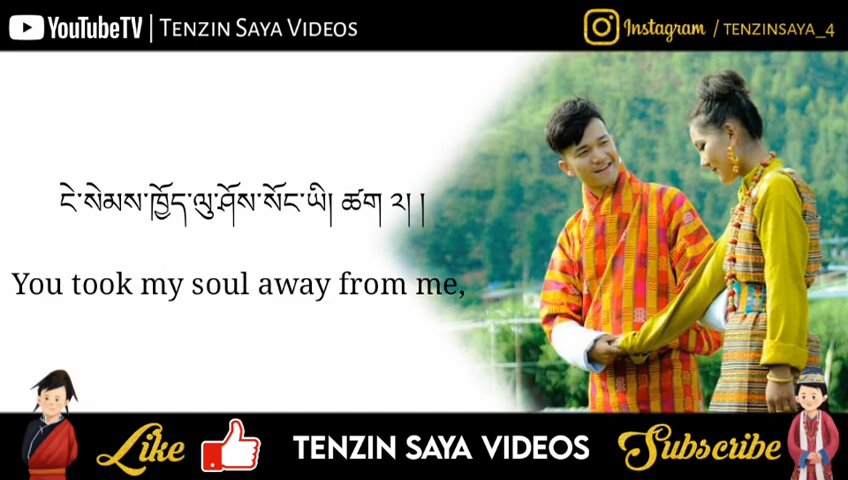 YouTubeTV | TENZIN SAYA VIDEOS
Instagram / TENZINSAYA_4
ངེ་སེམས་ཁྱོད་ལུ་ཤོས་སོང་ཡི། ཚག ༢། །
You took my soul away from me,
Like
TENZIN SAYA VIDEOS
Subscribe